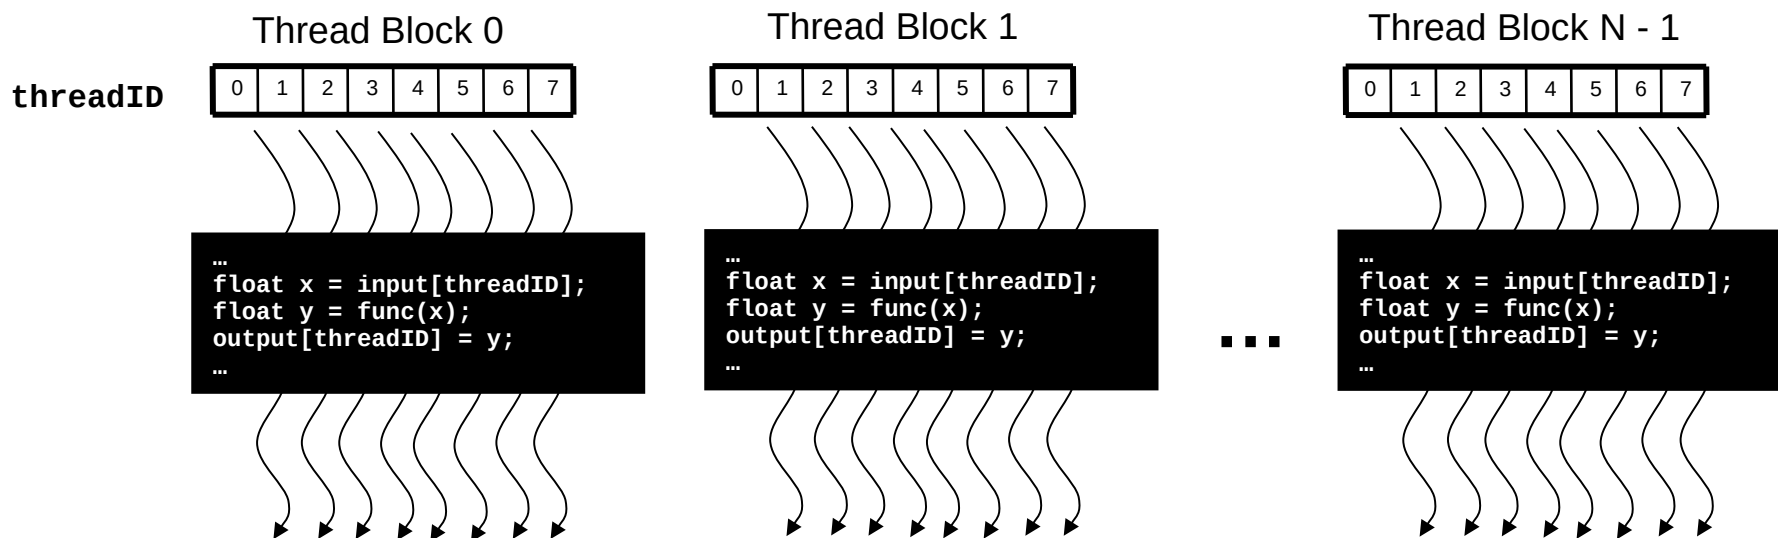 Thread Block 0
Thread Block 1
Thread Block N - 1
threadID
0 1 2 3 4 5 6 7
0 1 2 3 4 5 6 7
0 1 2 3 4 5 6 7
…
float x = input[threadID];
float y = func(x);
output[threadID] = y;
…
…
float x = input[threadID];
float y = func(x);
output[threadID] = y;
…
…
…
float x = input[threadID];
float y = func(x);
output[threadID] = y;
…